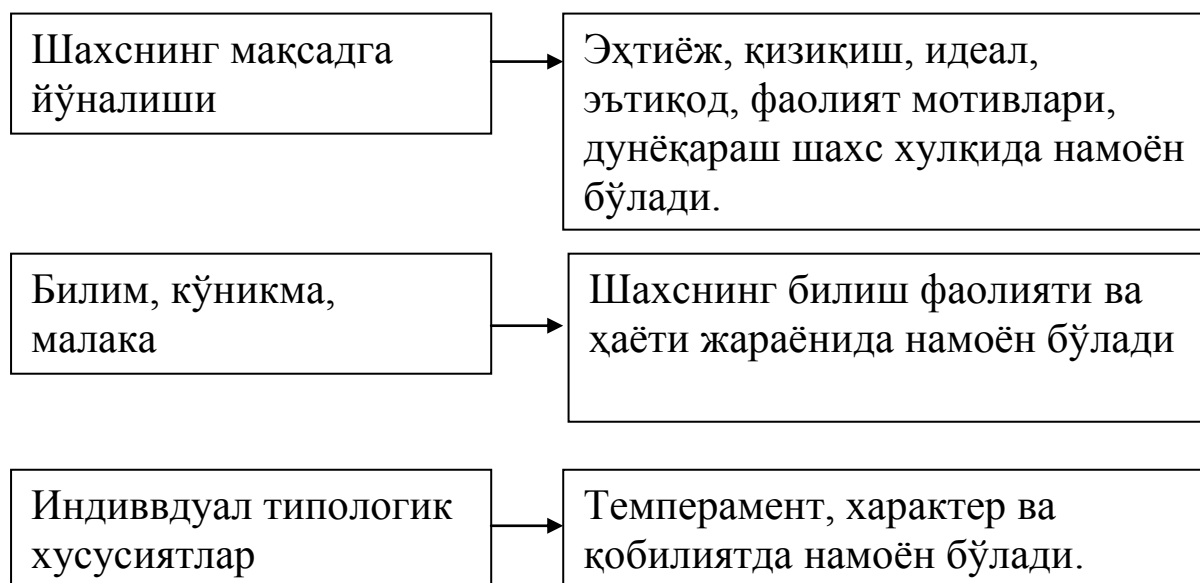 Шахснинг мақсадга
йўналиши
Эҳтиёж, қизиқиш, идеал,
эътиқод, фаолият мотивлари,
дунёқараш шахс хулқида намоён
бўлади.
Билим, кўникма,
малака
Шахснинг билиш фаолияти ва
ҳаёти жараёнида намоён бўлади
Индиввдуал типологик
хусусиятлар
Темперамент, характер ва
қобилиятда намоён бўлади.